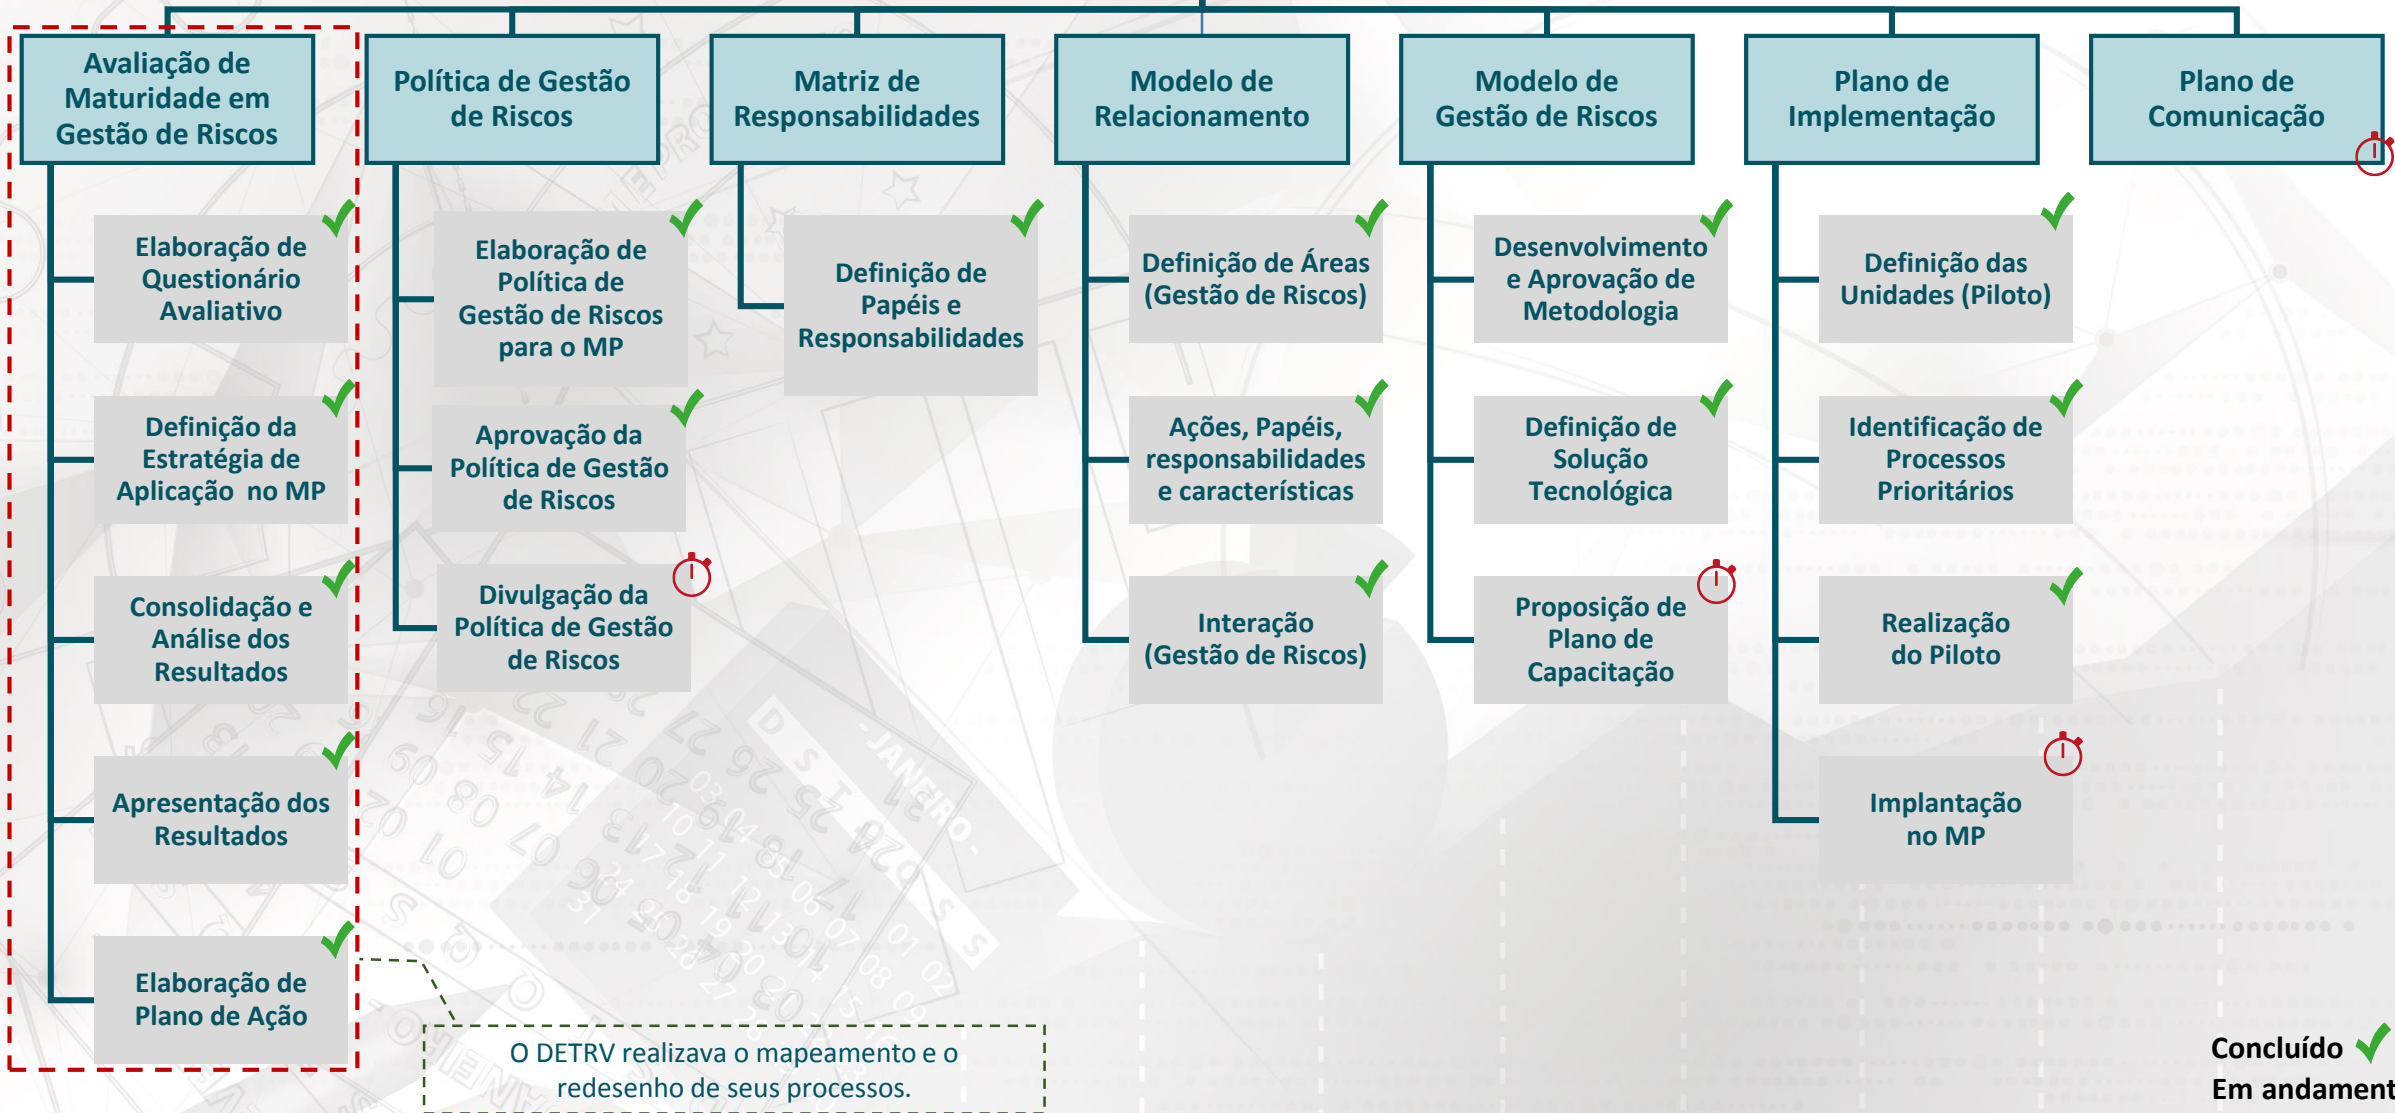 Avaliação de
Maturidade em
Gestão de Riscos
Política de Gestão
de Riscos
Matriz de
Responsabilidades
Modelo de
Relacionamento
Modelo de
Gestão de Riscos
Plano de
Implementação
Plano de
Comunicação
Elaboração de
Questionário
Avaliativo
Definição da
Estratégia de
Aplicação no MP
Consolidação e
Análise dos
Resultados
Apresentação dos
Resultados
Elaboração de
Plano de Ação
Elaboração de
Política de
Gestão de Riscos
para o MP
Aprovação da
Política de Gestão
de Riscos
Divulgação da
Política de Gestão
de Riscos
Definição de
Papéis e
Responsabilidades
Definição de Áreas
(Gestão de Riscos)
Ações, Papéis,
responsabilidades
e características
Interação
(Gestão de Riscos)
Desenvolvimento
e Aprovação de
Metodologia
Definição de
Solução
Tecnológica
Proposição de
Plano de
Capacitação
Definição das
Unidades (Piloto)
Identificação de
Processos
Prioritários
Realização
do Piloto
Implantação
no MP
O DETRV realizava o mapeamento e o
redesenho de seus processos.
- JANEIRO -
D S T Q Q S S
Concluído
Em andament